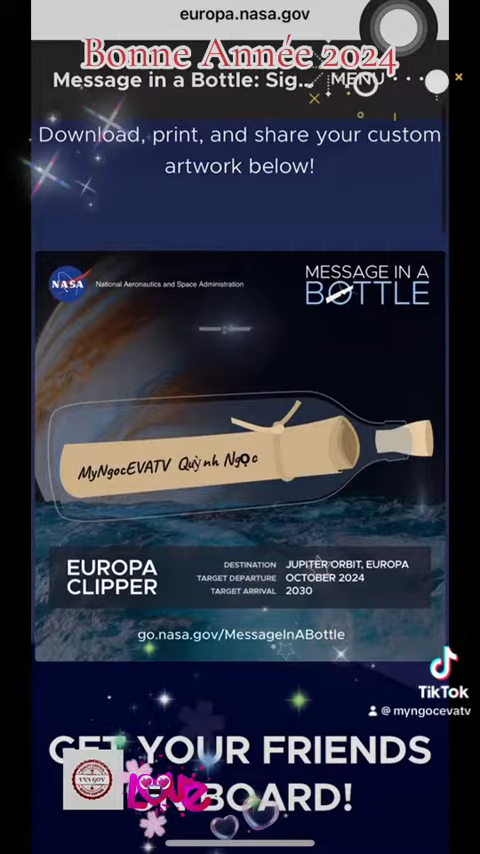 europa.nasa.gov
Bonne Année 2024
Message in a Bottle: Sig... MENU
Download, print, and share your custom
artwork below!
NASA National Aeronautics and Space Administration
MESSAGE IN A
BOTTLE
MyNgocEVATV Quỳnh Ngọc
EUROPA
CLIPPER
DESTINATION JUPITER ORBIT, EUROPA
TARGET DEPARTURE OCTOBER 2024
TARGET ARRIVAL 2030
go.nasa.gov/MessageInABottle
TikTok
@ myngocevatv
GET YOUR FRIENDS
BOARD!
LOVE